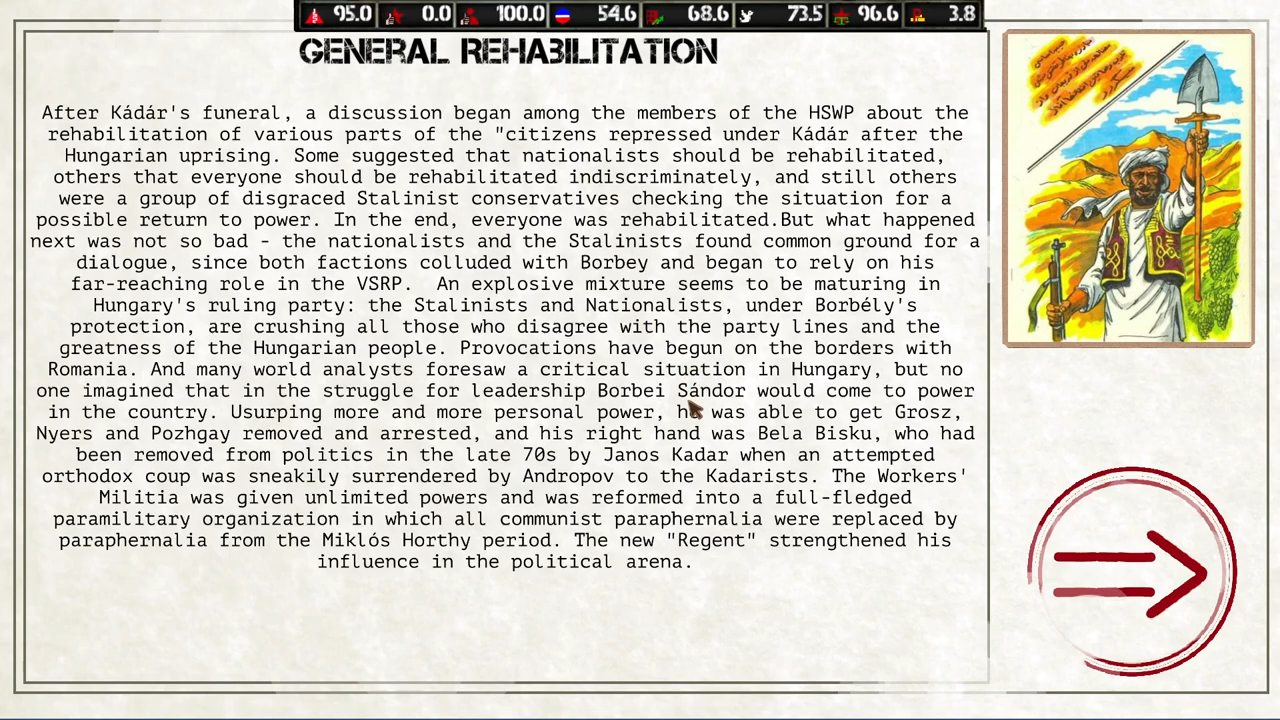 95.0 0.0 100.0 54.6 68.6 73.5 96.6 3.8
GENERAL REHABILITATION
After Kádár's funeral, a discussion began among the members of the HSWP about the
rehabilitation of various parts of the "citizens repressed under Kádár after the
Hungarian uprising. Some suggested that nationalists should be rehabilitated,
others that everyone should be rehabilitated indiscriminately, and still others
were a group of disgraced Stalinist conservatives checking the situation for a
possible return to power. In the end, everyone was rehabilitated.But what happened
next was not so bad - the nationalists and the Stalinists found common ground for a
dialogue, since both factions colluded with Borbey and began to rely on his
far-reaching role in the VSRP.  An explosive mixture seems to be maturing in
Hungary's ruling party: the Stalinists and Nationalists, under Borbély's
protection, are crushing all those who disagree with the party lines and the
greatness of the Hungarian people. Provocations have begun on the borders with
Romania. And many world analysts foresaw a critical situation in Hungary, but no
one imagined that in the struggle for leadership Borbei Sándor would come to power
in the country. Usurping more and more personal power, he was able to get Grosz,
Nyers and Pozhgay removed and arrested, and his right hand was Bela Bisku, who had
been removed from politics in the late 70s by Janos Kadar when an attempted
orthodox coup was sneakily surrendered by Andropov to the Kadarists. The Workers'
Militia was given unlimited powers and was reformed into a full-fledged
paramilitary organization in which all communist paraphernalia were replaced by
paraphernalia from the Miklós Horthy period. The new "Regent" strengthened his
influence in the political arena.